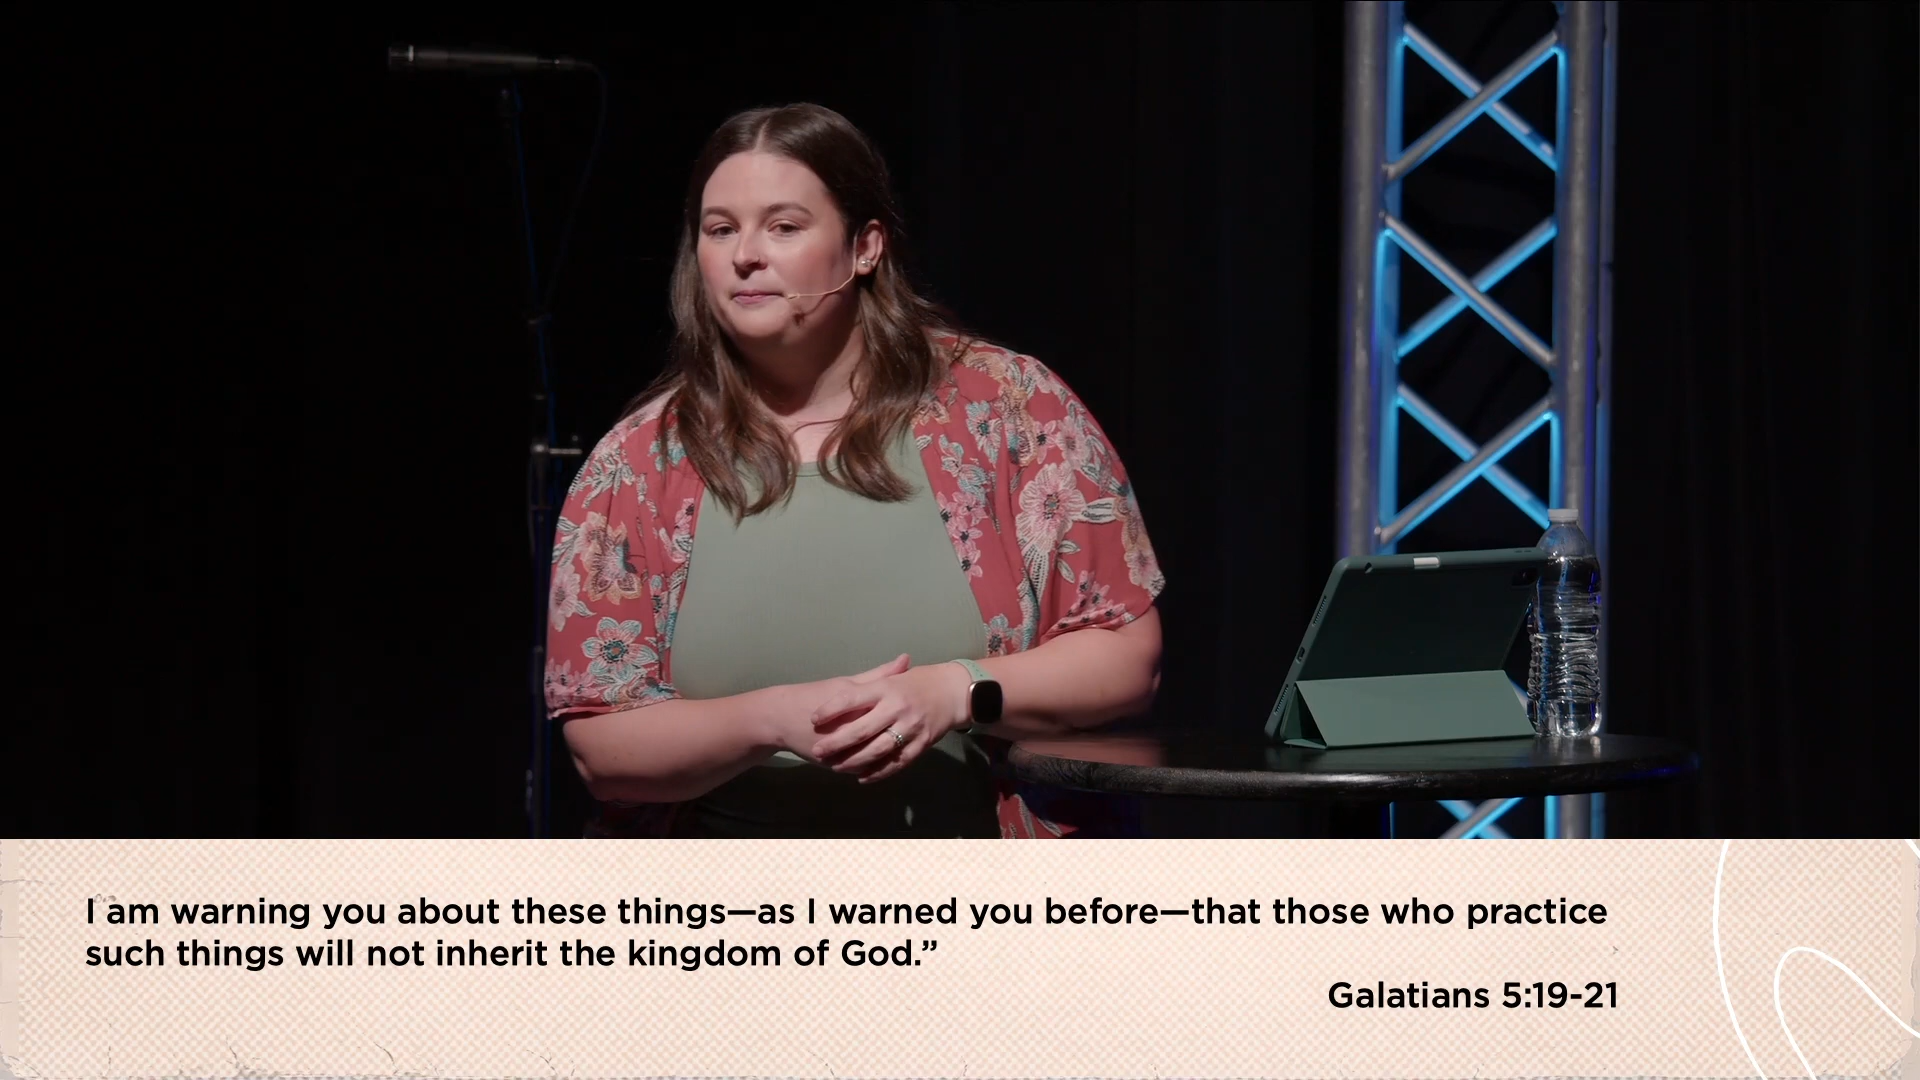 I am warning you about these things—as I warned you before—that those who practice
such things will not inherit the kingdom of God.”
Galatians 5:19-21